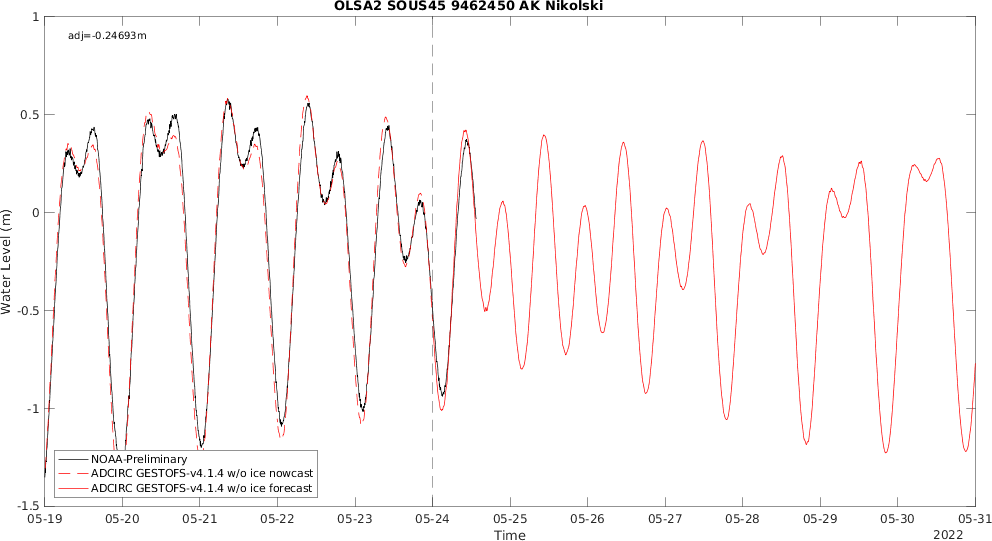 OLSA2 SOUS45 9462450 AK Nikolski
adj=-0.24693m
Water Level (m)
1
0.5
0
-0.5
-1
-1.5
NOAA-Preliminary
ADCIRC GESTOFS-v4.1.4 w/o ice nowcast
ADCIRC GESTOFS-v4.1.4 w/o ice forecast
05-19 05-20 05-21 05-22 05-23 05-24 05-25 05-26 05-27 05-28 05-29 05-30 05-31
Time
2022